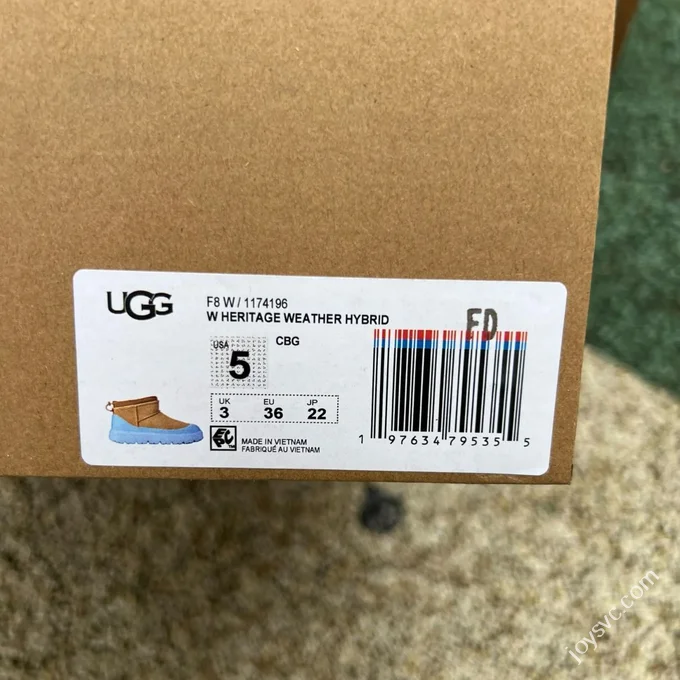 UGG
F8 W / 1174196
W HERITAGE WEATHER HYBRID
FD
USA
5
CBG
UK EU JP
3 36 22
MADE IN VIETNAM
FABRIQUÉ AU VIETNAM
1 97634 79535 5
joysvc.com